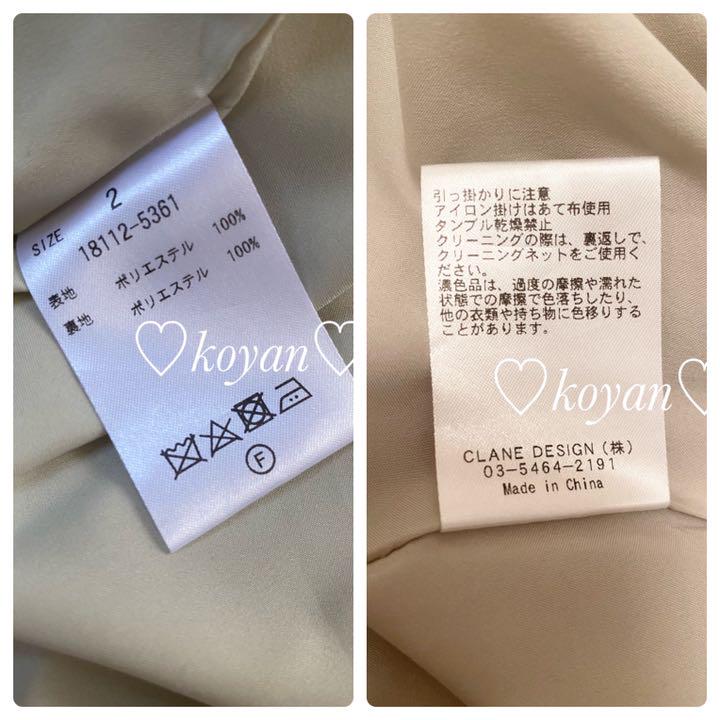 SIZE 2
18112-5361
表地 ポリエステル 100%
裏地 ポリエステル 100%
♡koyan♡
F
引っ掛かりに注意
アイロン掛けはあて布使用
タンブル乾燥禁止
クリーニングの際は、裏返しで、
クリーニングネットをご使用く
ださい。
濃色品は、過度の摩擦や濡れた
状態での摩擦で色落ちしたり、
他の衣類や持ち物に色移りする
ことがあります。
♡koyan♡
CLANE DESIGN (株)
03-5464-2191
Made in China